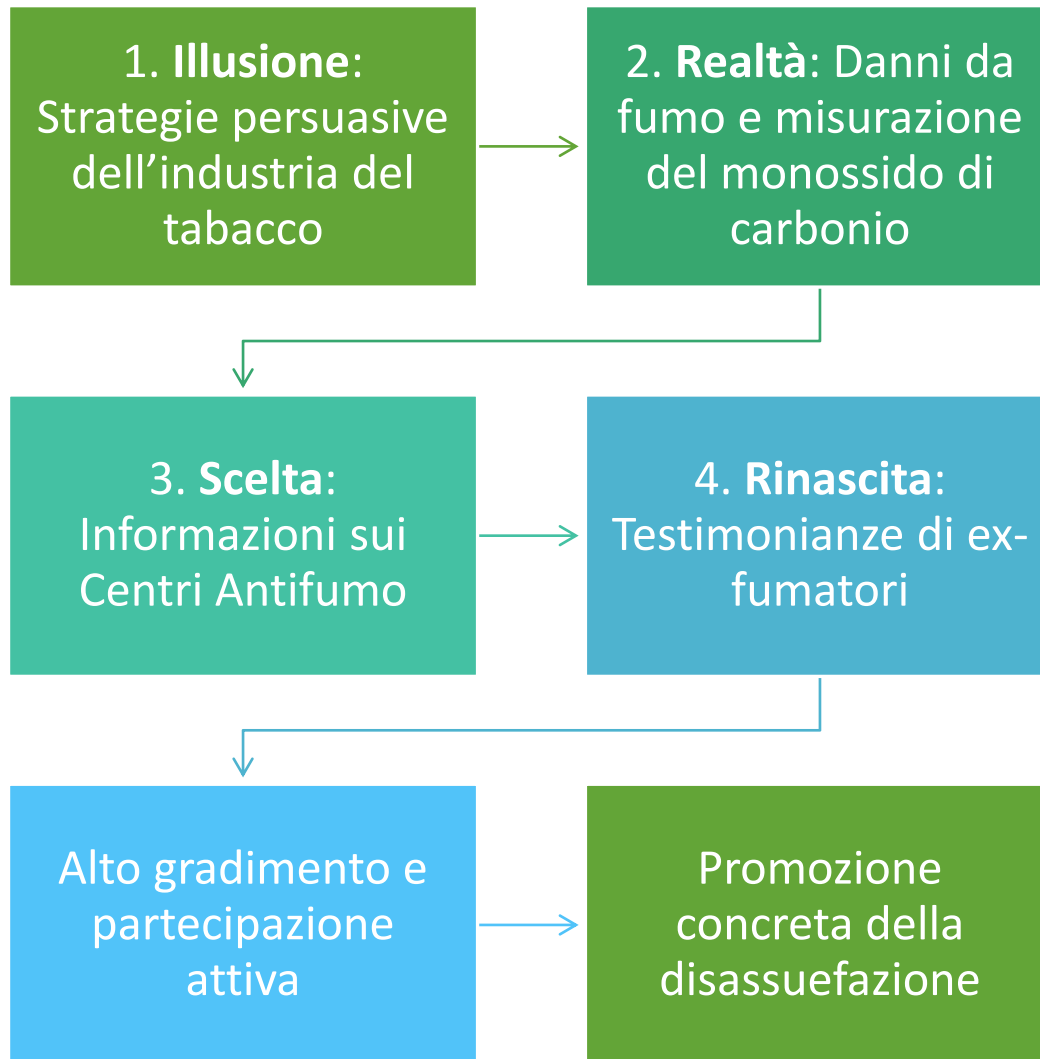 1. Illusione:
Strategie persuasive
dell’industria del
tabacco
2. Realtà: Danni da
fumo e misurazione
del monossido di
carbonio
3. Scelta:
Informazioni sui
Centri Antifumo
4. Rinascita:
Testimonianze di ex-
fumatori
Alto gradimento e
partecipazione
attiva
Promozione
concreta della
disassuefazione